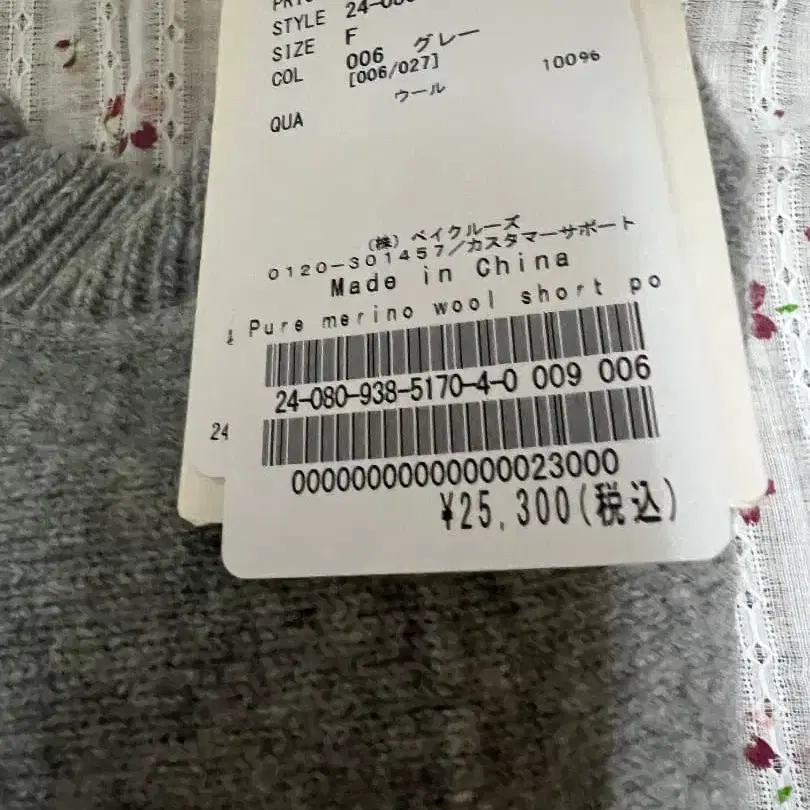 STYLE 24-080
SIZE F
COL 006 グレー
[006/027]
ウール 100%
QUA
(株) ベイクルーズ
0120-301457/カスタマーサポート
Made in China
Pure merino wool short po
24-080-938-5170-4-0 009 006
24
00000000000000023000
¥25,300(税込)